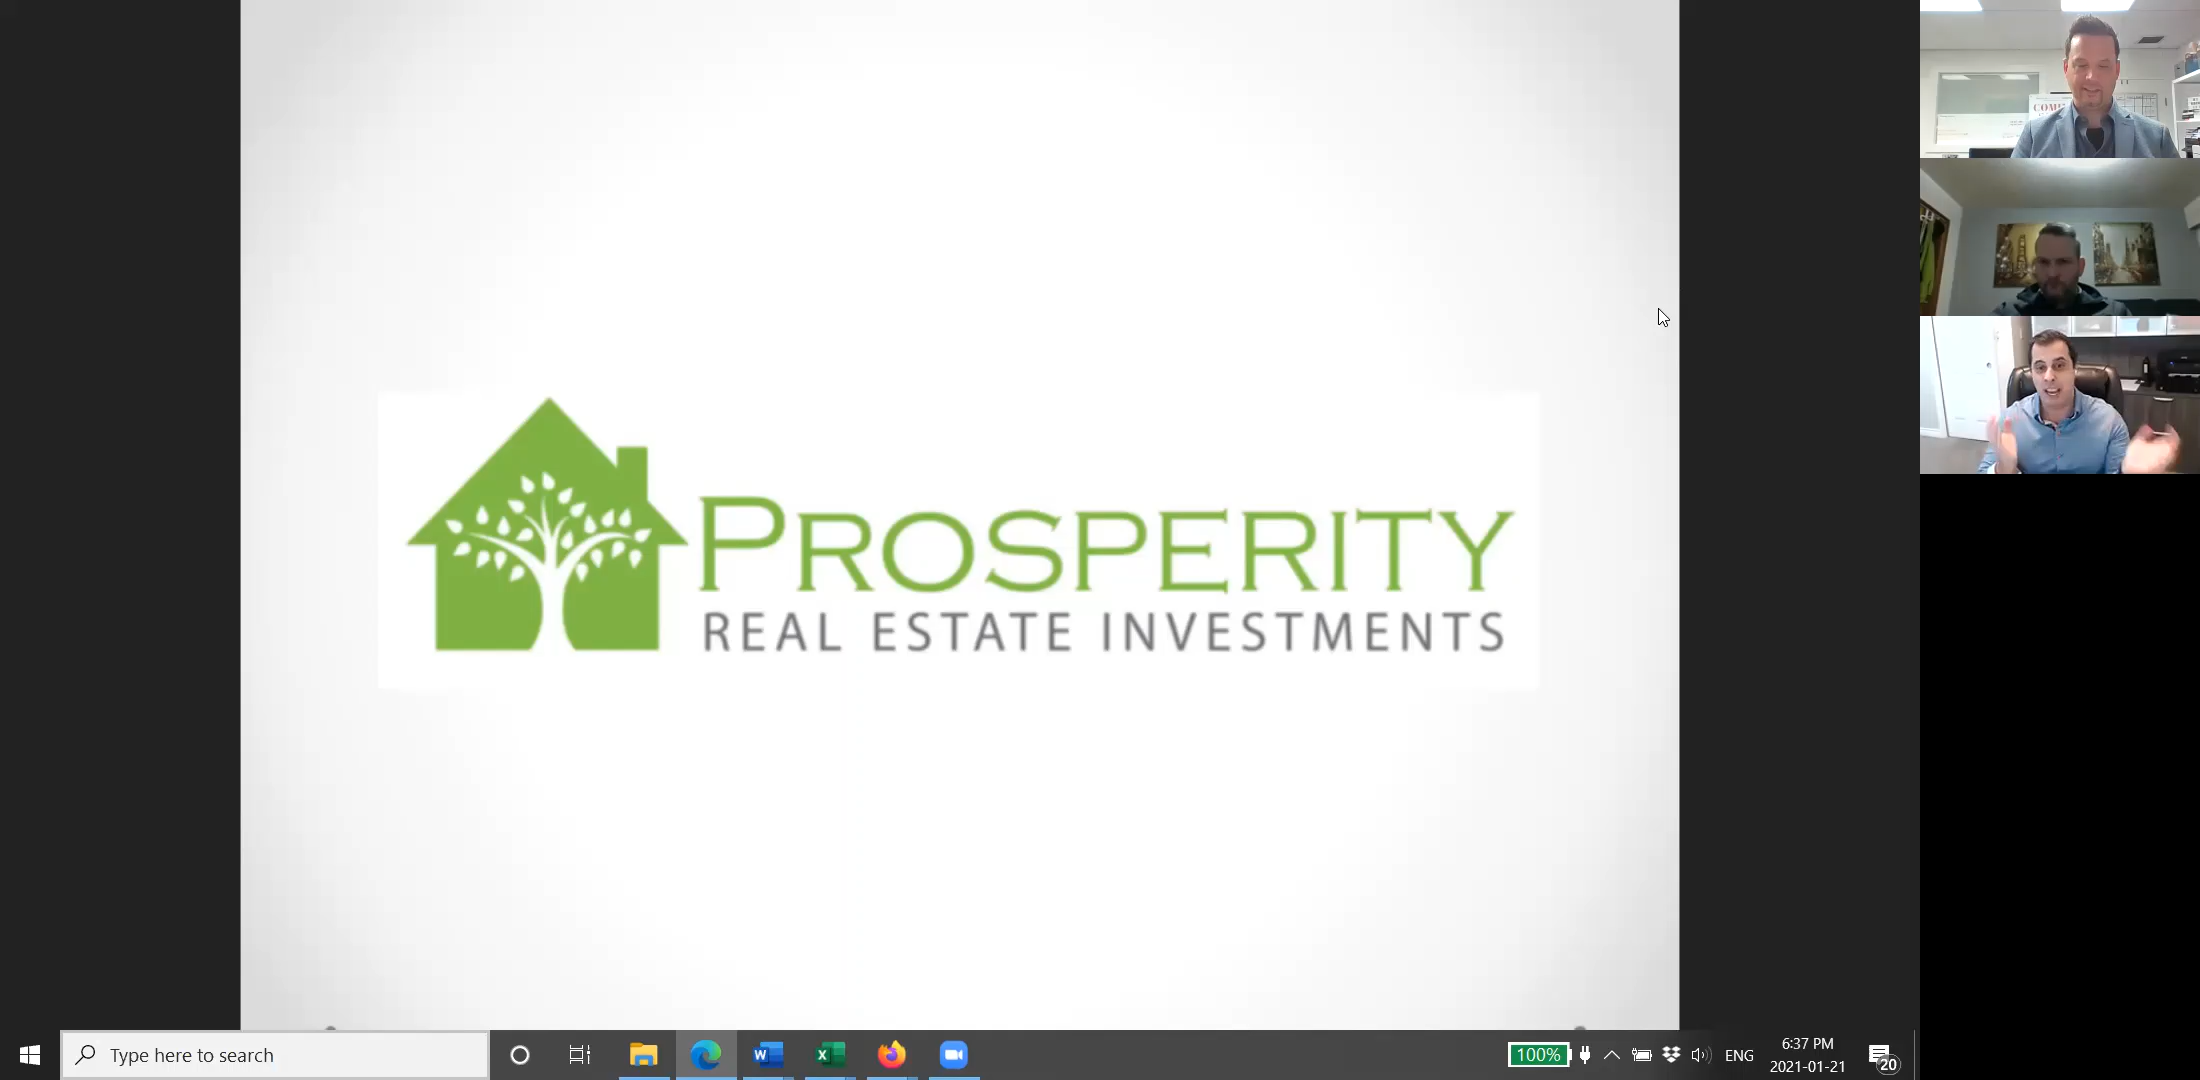 PROSPERITY
REAL ESTATE INVESTMENTS
Type here to search
100%
ENG
6:37 PM
2021-01-21
20